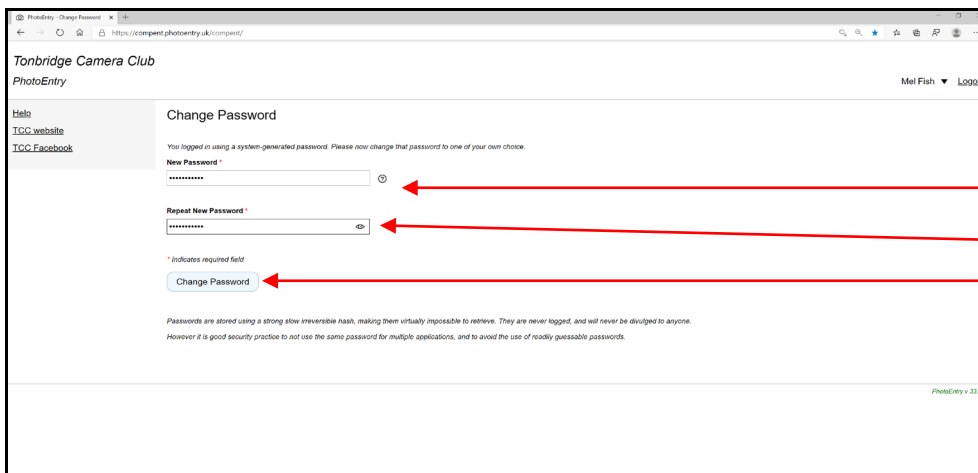 PhotoEntry - Change Password
https://compent.photoentry.uk/compent/
Tonbridge Camera Club
PhotoEntry
Mel Fish ▼ Logo
Help
TCC website
TCC Facebook
Change Password
You logged in using a system-generated password. Please now change that password to one of your own choice.
New Password *
•••••••••••
Repeat New Password *
•••••••••••
* Indicates required field
Change Password
Passwords are stored using a strong slow irreversible hash, making them virtually impossible to retrieve. They are never logged, and will never be divulged to anyone.
However it is good security practice to not use the same password for multiple applications, and to avoid the use of readily guessable passwords.
PhotoEntry v 33.